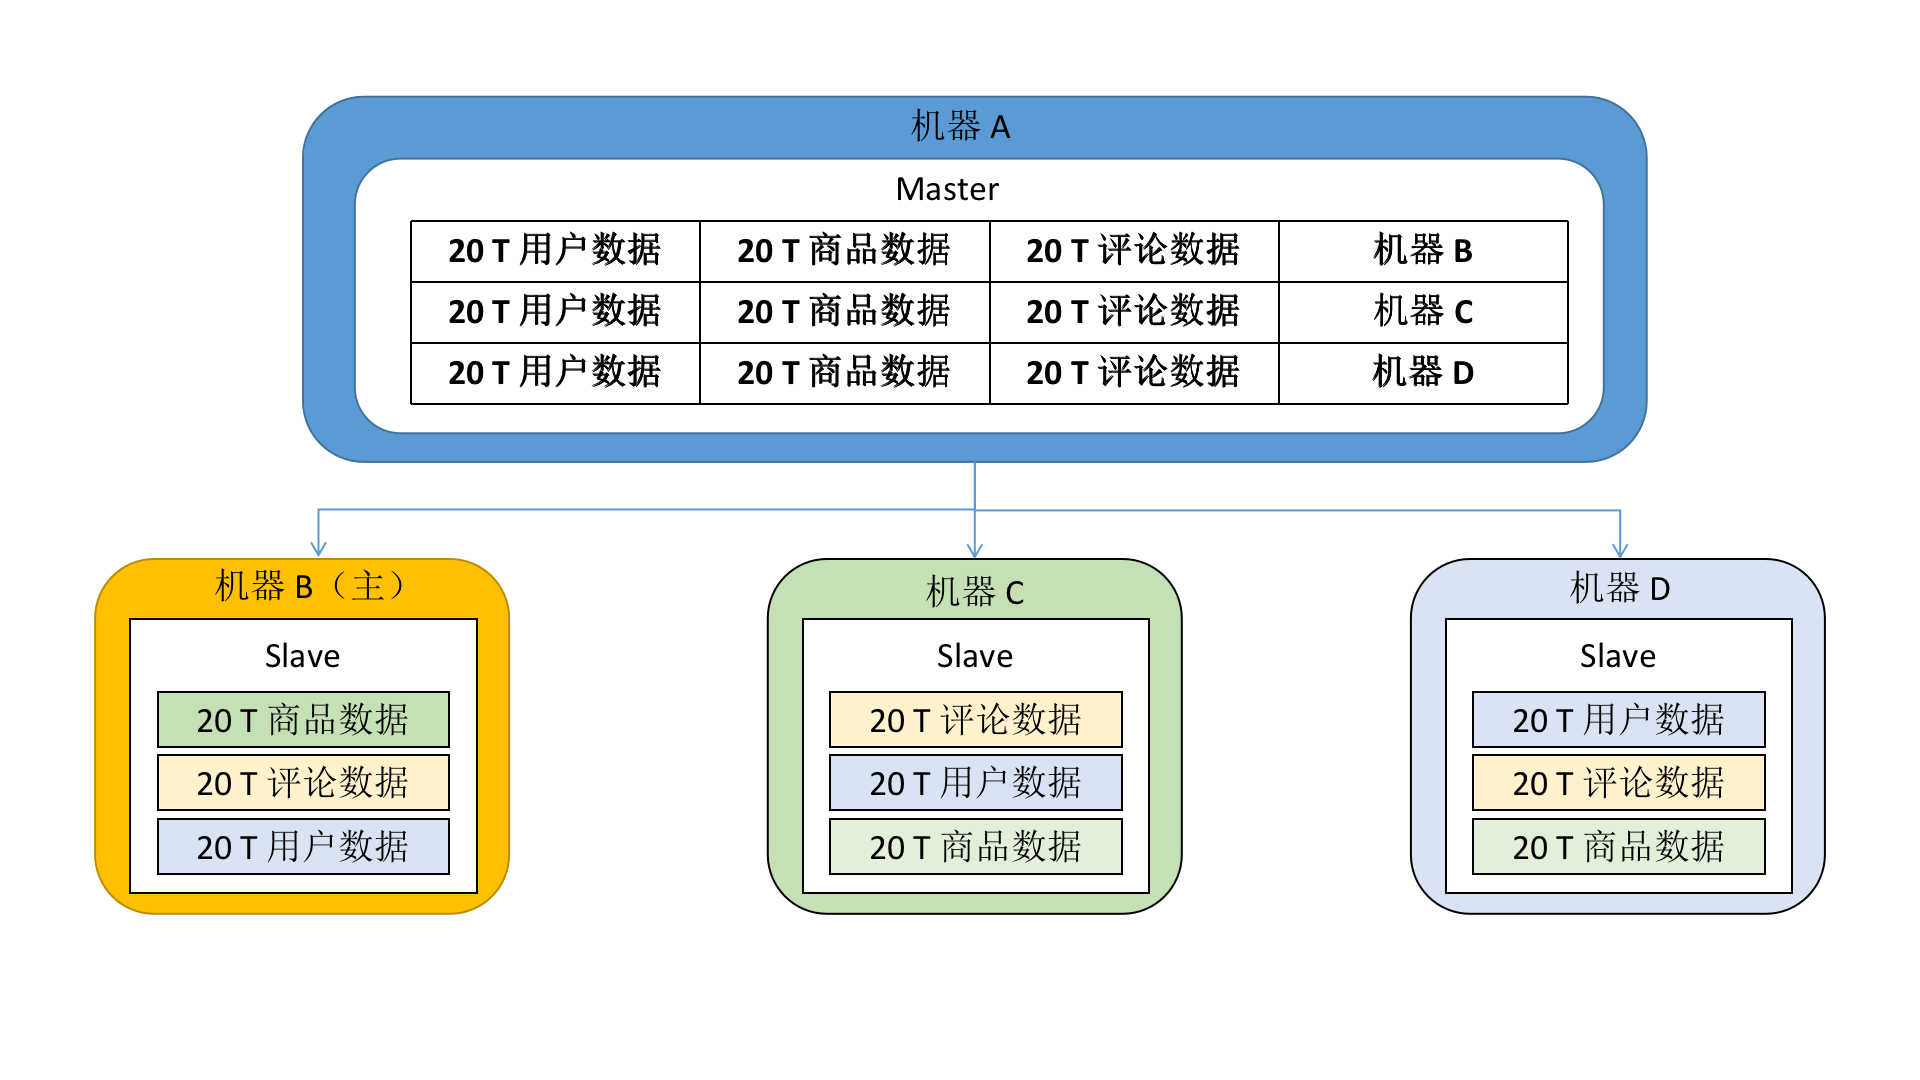 机器 A
Master
20 T 用户数据 20 T 商品数据 20 T 评论数据 机器 B
20 T 用户数据 20 T 商品数据 20 T 评论数据 机器 C
20 T 用户数据 20 T 商品数据 20 T 评论数据 机器 D
机器 B（主）
Slave
20 T 商品数据
20 T 评论数据
20 T 用户数据
机器 C
Slave
20 T 评论数据
20 T 用户数据
20 T 商品数据
机器 D
Slave
20 T 用户数据
20 T 评论数据
20 T 商品数据